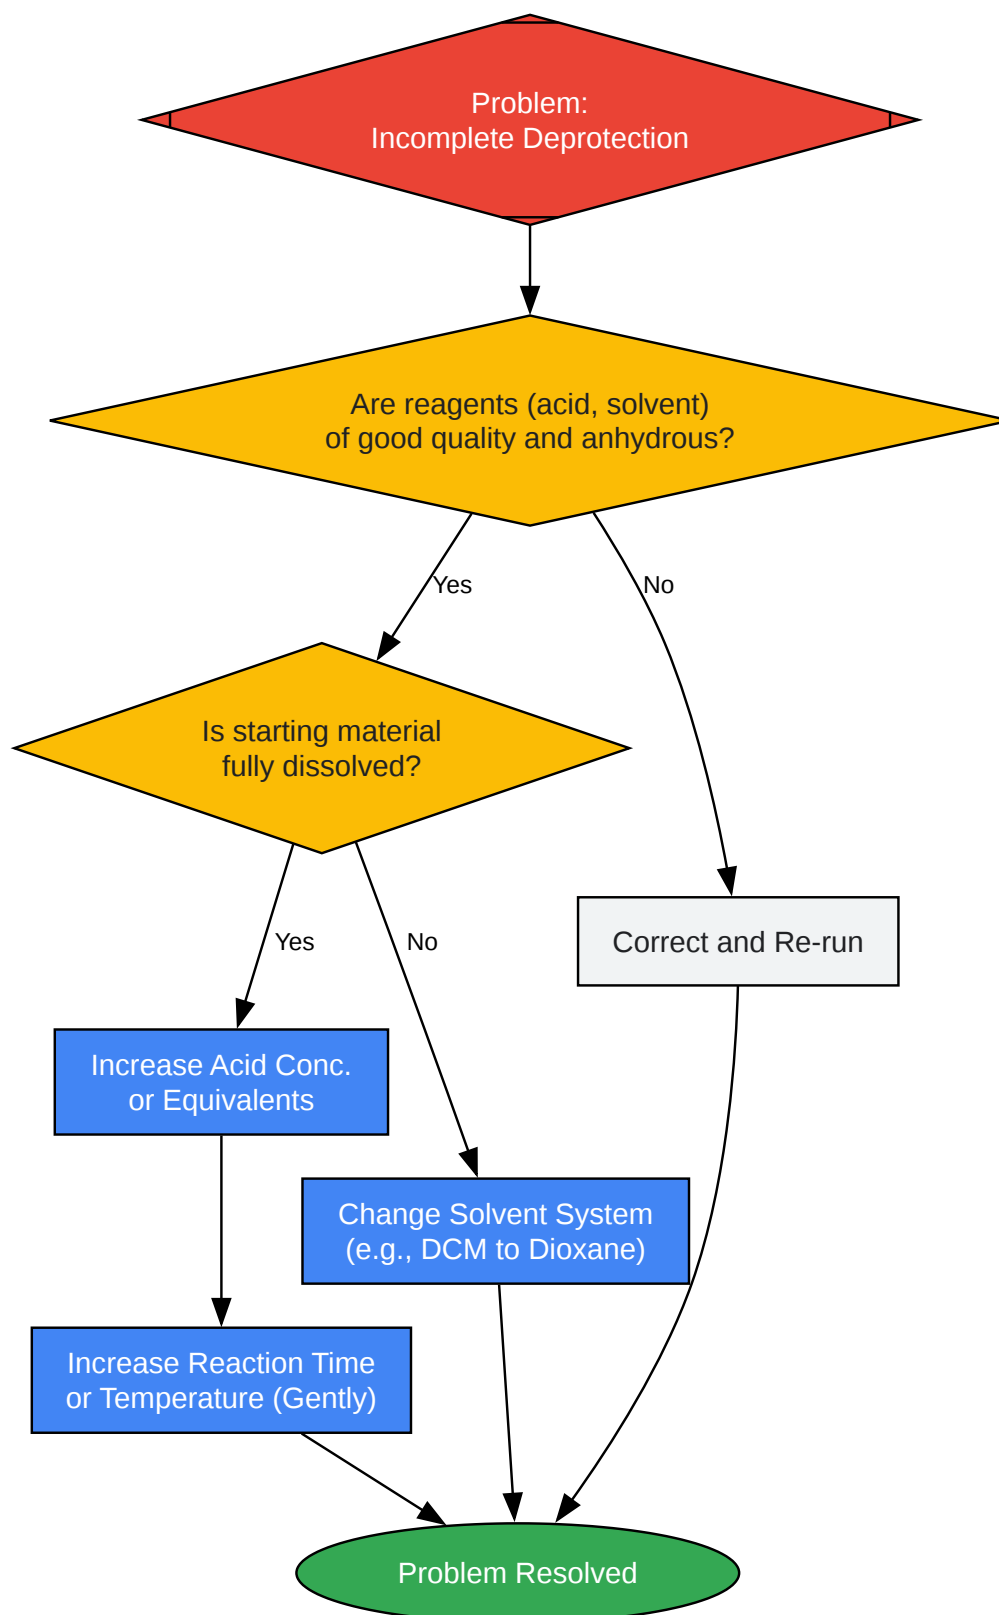 Problem:
Incomplete Deprotection
Are reagents (acid, solvent)
of good quality and anhydrous?
Yes
No
Is starting material
fully dissolved?
Yes
No
Correct and Re-run
Increase Acid Conc.
or Equivalents
Change Solvent System
(e.g., DCM to Dioxane)
Increase Reaction Time
or Temperature (Gently)
Problem Resolved